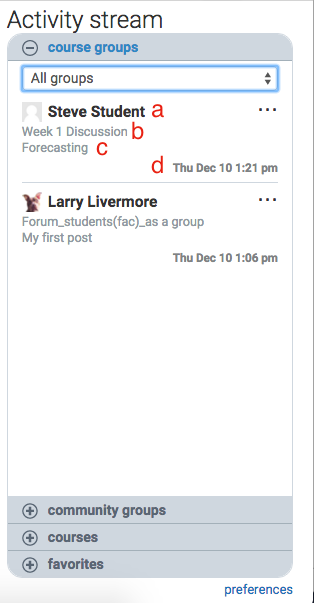 Activity stream
course groups
All groups
Steve Student a
Week 1 Discussion b
Forecasting c
d Thu Dec 10 1:21 pm
Larry Livermore
Forum_students(fac)_as a group
My first post
Thu Dec 10 1:06 pm
community groups
courses
favorites
preferences